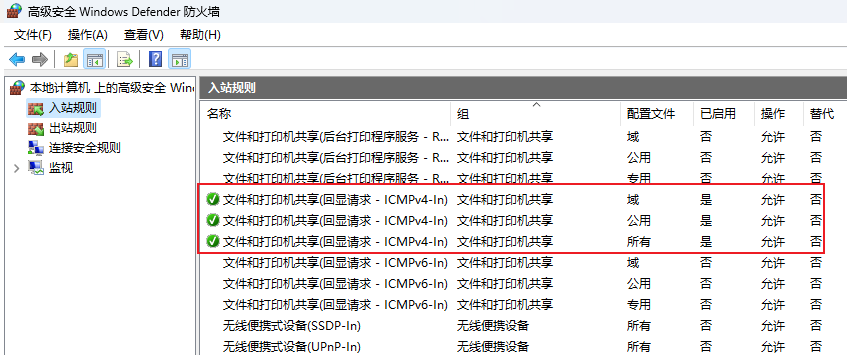 高级安全 Windows Defender 防火墙
文件(F) 操作(A) 查看(V) 帮助(H)
本地计算机 上的高级安全 Wind
入站规则
出站规则
连接安全规则
监视
入站规则
名称 组 配置文件 已启用 操作 替代
文件和打印机共享(后台打印程序服务 - R... 文件和打印机共享 域 否 允许 否
文件和打印机共享(后台打印程序服务 - R... 文件和打印机共享 公用 否 允许 否
文件和打印机共享(后台打印程序服务 - R... 文件和打印机共享 专用 否 允许 否
文件和打印机共享(回显请求 - ICMPv4-In) 文件和打印机共享 域 是 允许 否
文件和打印机共享(回显请求 - ICMPv4-In) 文件和打印机共享 公用 是 允许 否
文件和打印机共享(回显请求 - ICMPv4-In) 文件和打印机共享 所有 是 允许 否
文件和打印机共享(回显请求 - ICMPv6-In) 文件和打印机共享 域 否 允许 否
文件和打印机共享(回显请求 - ICMPv6-In) 文件和打印机共享 公用 否 允许 否
文件和打印机共享(回显请求 - ICMPv6-In) 文件和打印机共享 专用 否 允许 否
无线便携式设备(SSDP-In) 无线便携设备 所有 否 允许 否
无线便携式设备(UPnP-In) 无线便携设备 所有 否 允许 否